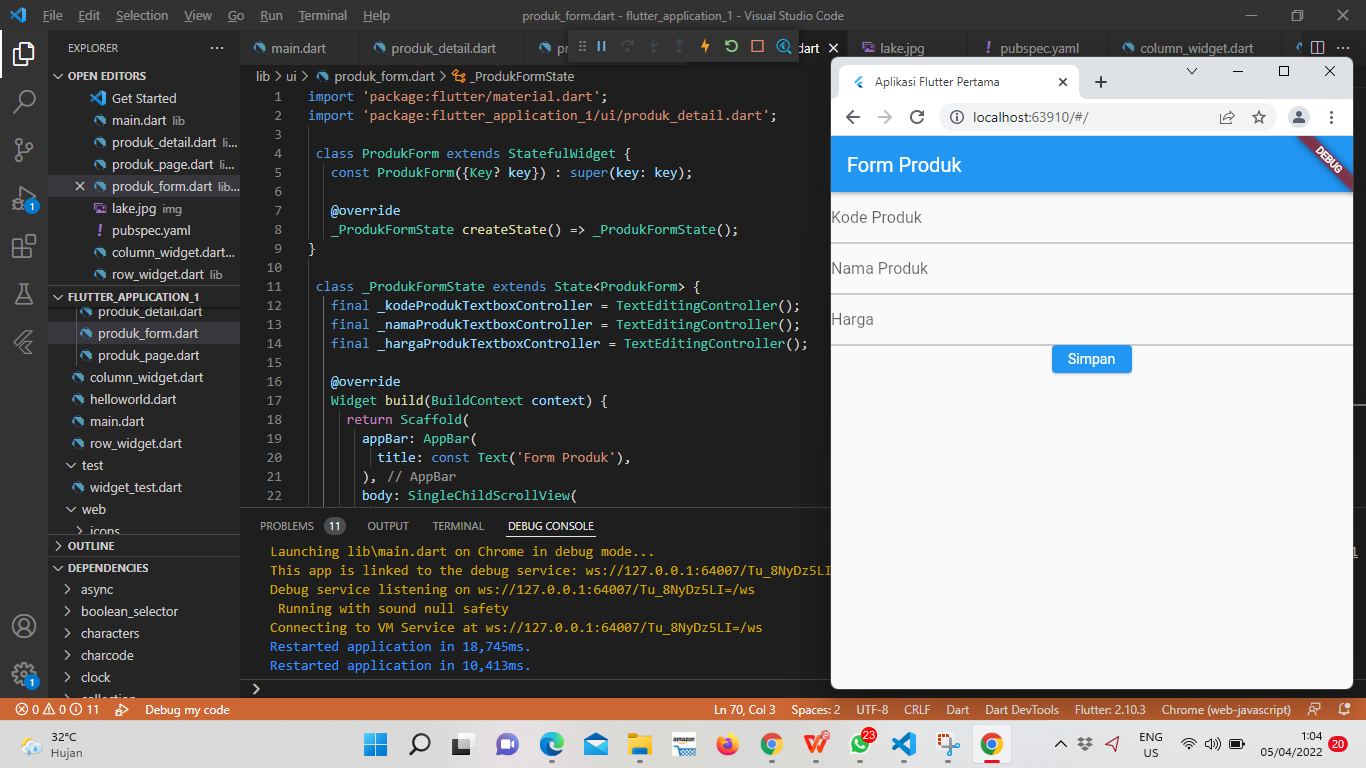 File Edit Selection View Go Run Terminal Help
produk_form.dart - flutter_application_1 - Visual Studio Code
EXPLORER
OPEN EDITORS
Get Started
main.dart lib
produk_detail.dart li...
produk_page.dart li...
produk_form.dart lib...
lake.jpg img
pubspec.yaml
column_widget.dart...
row_widget.dart lib
FLUTTER_APPLICATION_1
produk_detail.dart
produk_form.dart
produk_page.dart
column_widget.dart
helloworld.dart
main.dart
row_widget.dart
test
widget_test.dart
web
icons
OUTLINE
DEPENDENCIES
async
boolean_selector
characters
charcode
clock
collection
main.dart produk_detail.dart dart lake.jpg pubspec.yaml column_widget.dart
lib > ui > produk_form.dart > _ProdukFormState
1 import 'package:flutter/material.dart';
2 import 'package:flutter_application_1/ui/produk_detail.dart';
3
4 class ProdukForm extends StatefulWidget {
5 const ProdukForm({Key? key}) : super(key: key);
6
7 @override
8 _ProdukFormState createState() => _ProdukFormState();
9 }
10
11 class _ProdukFormState extends State<ProdukForm> {
12 final _kodeProdukTextboxController = TextEditingController();
13 final _namaProdukTextboxController = TextEditingController();
14 final _hargaProdukTextboxController = TextEditingController();
15
16 @override
17 Widget build(BuildContext context) {
18 return Scaffold(
19 appBar: AppBar(
20 title: const Text('Form Produk'),
21 ), // AppBar
22 body: SingleChildScrollView(
PROBLEMS 11 OUTPUT TERMINAL DEBUG CONSOLE
Launching lib\main.dart on Chrome in debug mode...
This app is linked to the debug service: ws://127.0.0.1:64007/Tu_8NyDz5LI
Debug service listening on ws://127.0.0.1:64007/Tu_8NyDz5LI=/ws
Running with sound null safety
Connecting to VM Service at ws://127.0.0.1:64007/Tu_8NyDz5LI=/ws
Restarted application in 18,745ms.
Restarted application in 10,413ms.
Aplikasi Flutter Pertama
localhost:63910/#/
Form Produk
DEBUG
Kode Produk
Nama Produk
Harga
Simpan
1
1
0 0 11 Debug my code
Ln 70, Col 3 Spaces: 2 UTF-8 CRLF Dart Dart DevTools Flutter: 2.10.3 Chrome (web-javascript)
32°C
Hujan
amazon
23
ENG
US
1:04
05/04/2022
20